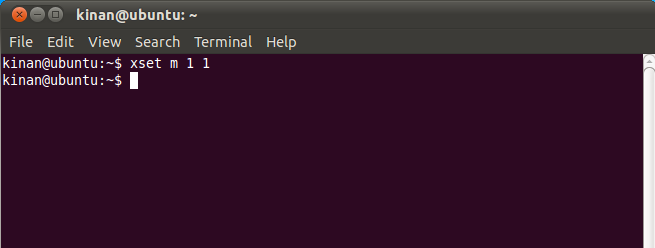 kinan@ubuntu: ~
File Edit View Search Terminal Help
kinan@ubuntu:~$ xset m 1 1
kinan@ubuntu:~$